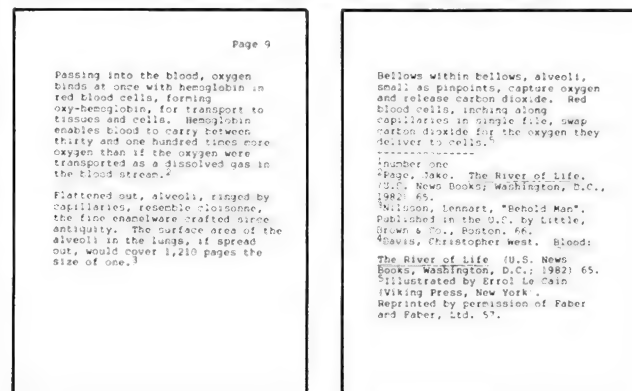 Page 9
Passing into the blood, oxygen
binds at once with hemoglobin in
red blood cells, forming
oxy-hemoglobin, for transport to
tissues and cells. Hemoglobin
enables blood to carry between
thirty and one hundred times more
oxygen than if the oxygen were
transported as a dissolved gas in
the blood stream.2
Flattened out, alveoli, ringed by
capillaries, resemble cloisonne,
the fine enamelware crafted since
antiquity. The surface area of the
alveoli in the lungs, if spread
out, would cover 1,210 pages the
size of one.3
Bellows within bellows, alveoli,
small as pinpoints, capture oxygen
and release carbon dioxide. Red
blood cells, inching along
capillaries in single file, swap
carbon dioxide for the oxygen they
deliver to cells.5
--------------
1number one
2Page, Jake. The River of Life.
(U.S. News Books; Washington, D.C.,
1982) 65.
3Nilsson, Lennart, "Behold Man".
Published in the U.S. by Little,
Brown & Co., Boston. 66.
4Davis, Christopher West. Blood:
The River of Life (U.S. News
Books, Washington, D.C.; 1982) 65.
5Illustrated by Errol Le Cain
(Viking Press, New York .
Reprinted by permission of Faber
and Faber, Ltd. 57.